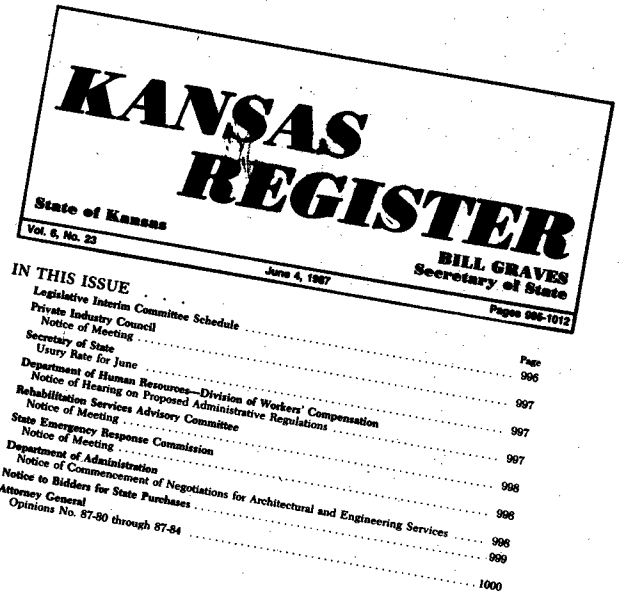 KANSAS
REGISTER
State of Kansas
BILL GRAVES
Secretary of State
Vol. 6, No. 23 June 4, 1987 Pages 995-1012
IN THIS ISSUE . . . .
Page
Legislative Interim Committee Schedule ........ 996
Private Industry Council
Notice of Meeting ........ 997
Secretary of State
Usury Rate for June ........ 997
Department of Human Resources—Division of Workers' Compensation
Notice of Hearing on Proposed Administrative Regulations ........ 997
Rehabilitation Services Advisory Committee
Notice of Meeting ........ 998
State Emergency Response Commission
Notice of Meeting ........ 998
Department of Administration
Notice of Commencement of Negotiations for Architectural and Engineering Services ........ 998
Notice to Bidders for State Purchases ........ 999
Attorney General
Opinions No. 87-80 through 87-84 ........ 1000